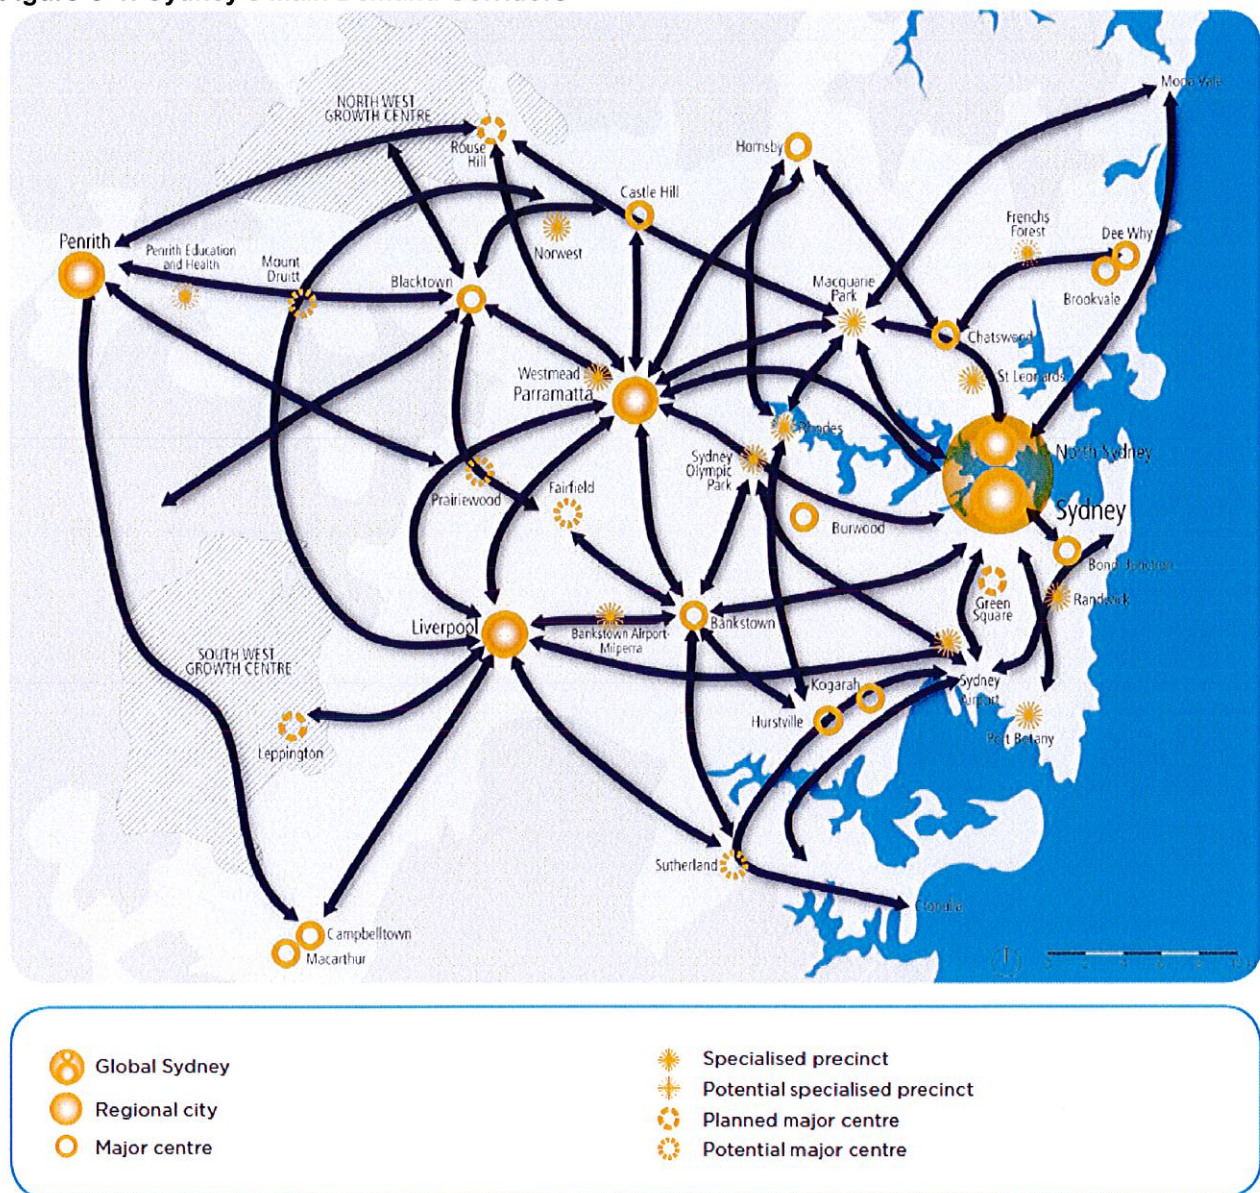 NORTH WEST
GROWTH CENTRE
Rouse
Hill
Hornsby
Mona Vale
Castle Hill
Penrith
Penrith Education
and Health
Mount
Druitt
Blacktown
Norwest
Frenchs
Forest
Dee Why
Brookvale
Macquarie
Park
Chatswood
St Leonards
Westmead
Parramatta
Rhodes
North Sydney
Sydney
Olympic
Park
Prairiewood
Fairfield
Burwood
Sydney
Bondi Junction
Green
Square
Randwick
Liverpool
Bankstown Airport-
Milperra
Bankstown
SOUTH WEST
GROWTH CENTRE
Kogarah
Sydney
Airport
Hurstville
Port Botany
Leppington
Sutherland
Cronulla
Campbelltown
Macarthur
Global Sydney
Regional city
Major centre
Specialised precinct
Potential specialised precinct
Planned major centre
Potential major centre